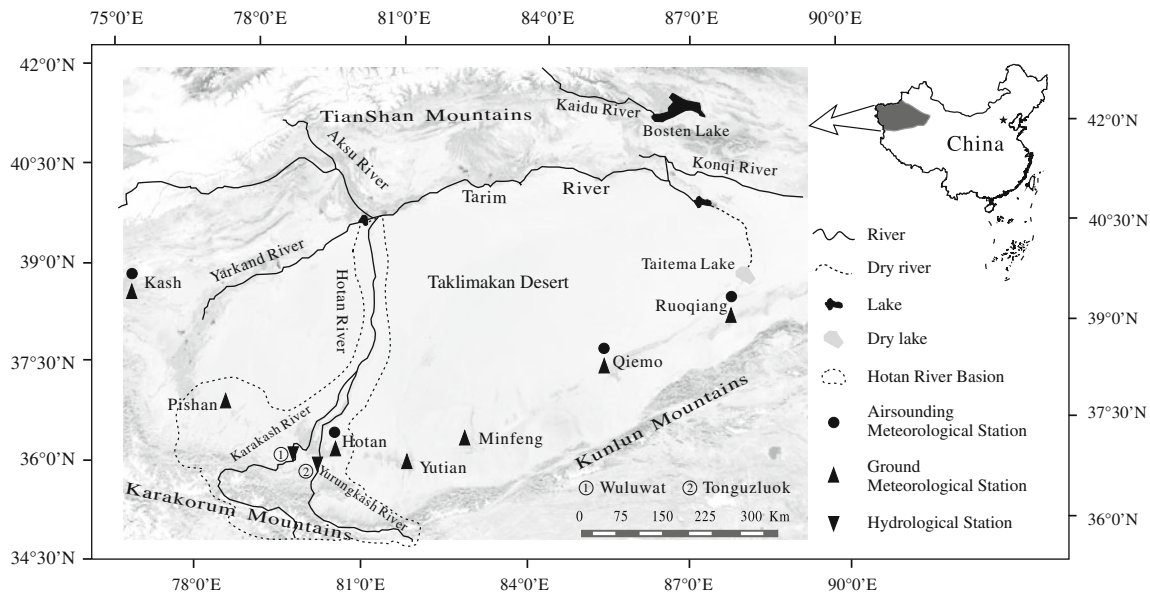 75°0'E 78°0'E 81°0'E 84°0'E 87°0'E 90°0'E
42°0'N
40°30'N
39°0'N
37°30'N
36°0'N
34°30'N
42°0'N
40°30'N
39°0'N
37°30'N
36°0'N
78°0'E 81°0'E 84°0'E 87°0'E 90°0'E
TianShan Mountains
Kaidu River
Bosten Lake
Aksu River
Konqi River
Tarim River
Yarkand River
Kash
Hotan River
Taklimakan Desert
Taitema Lake
Ruoqiang
Qiemo
Pishan
Karakash River
Hotan
Minfeng
Yutian
Kunlun Mountains
①
②
Yurungkash River
Karakorum Mountains
① Wuluwat ② Tonguzluok
0 75 150 225 300 Km
China
River
Dry river
Lake
Dry lake
Hotan River Basion
Airsounding
Meteorological Station
Ground
Meteorological Station
Hydrological Station